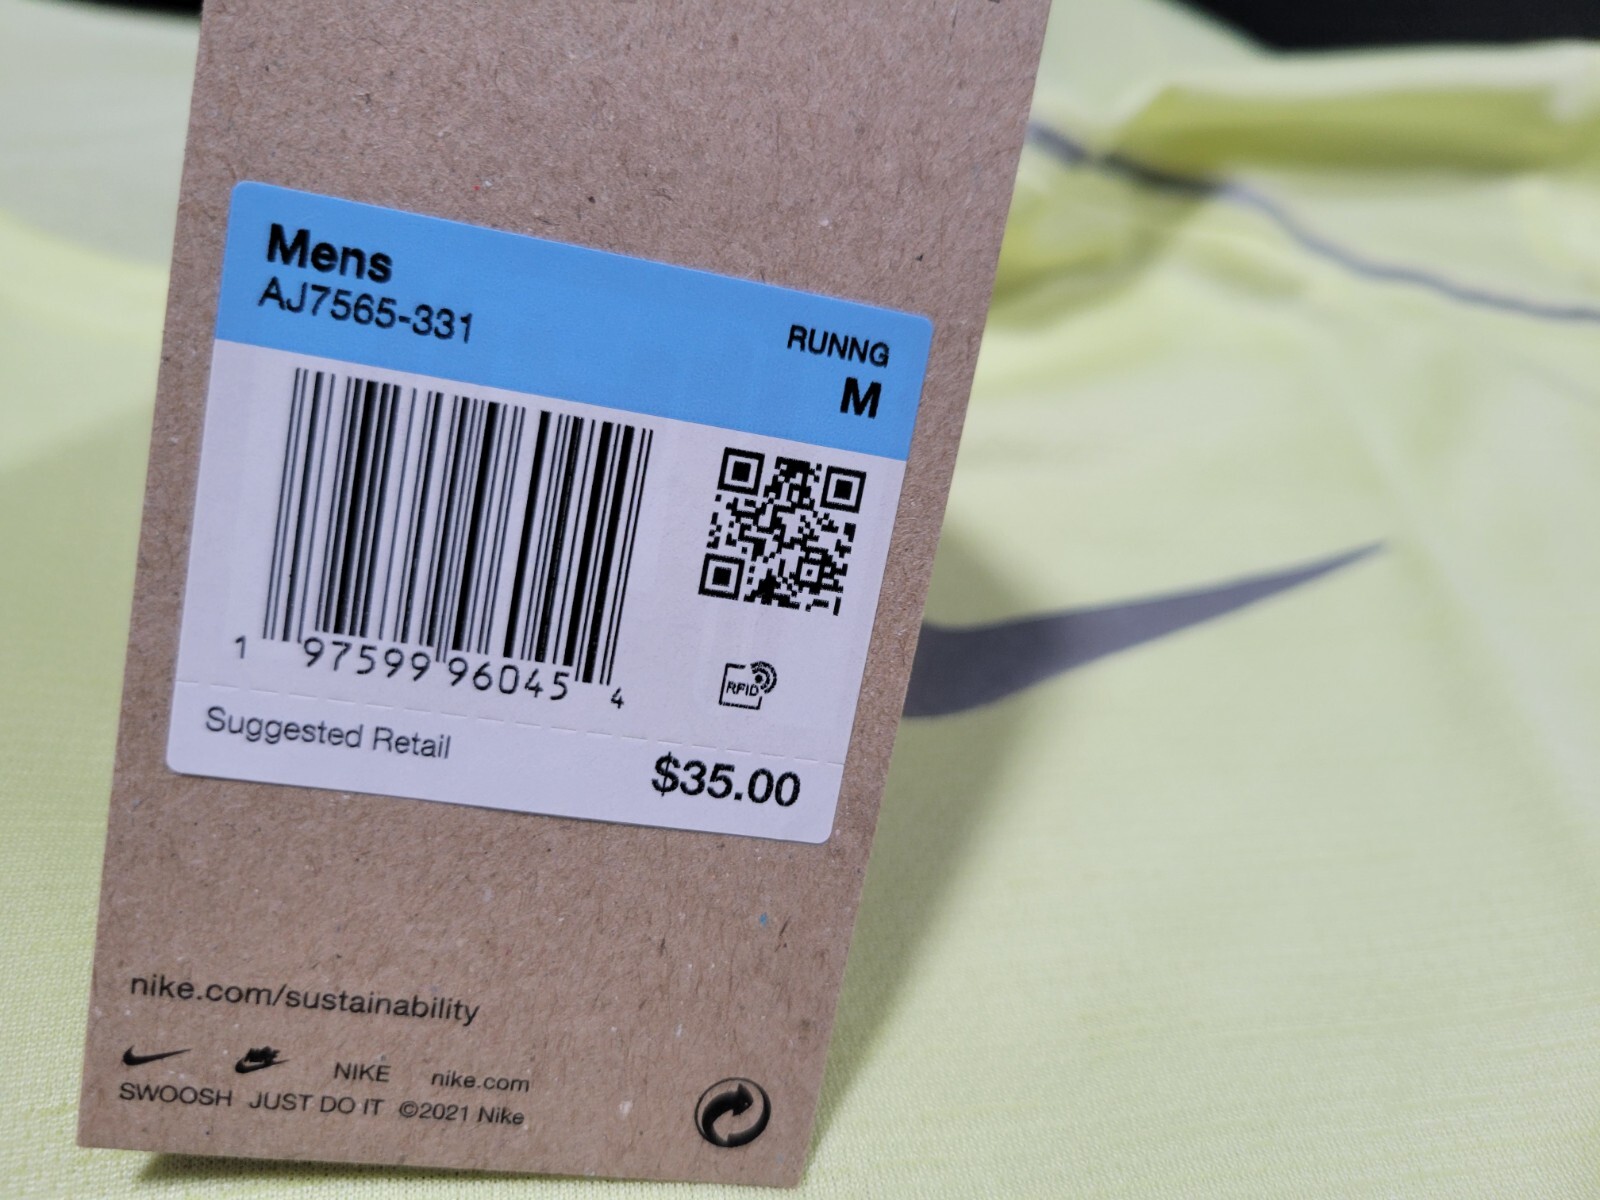 Mens
AJ7565-331
RUNNG
M
1 97599 96045 4
RFID
Suggested Retail
$35.00
nike.com/sustainability
NIKE NIKE nike.com
SWOOSH JUST DO IT ©2021 Nike